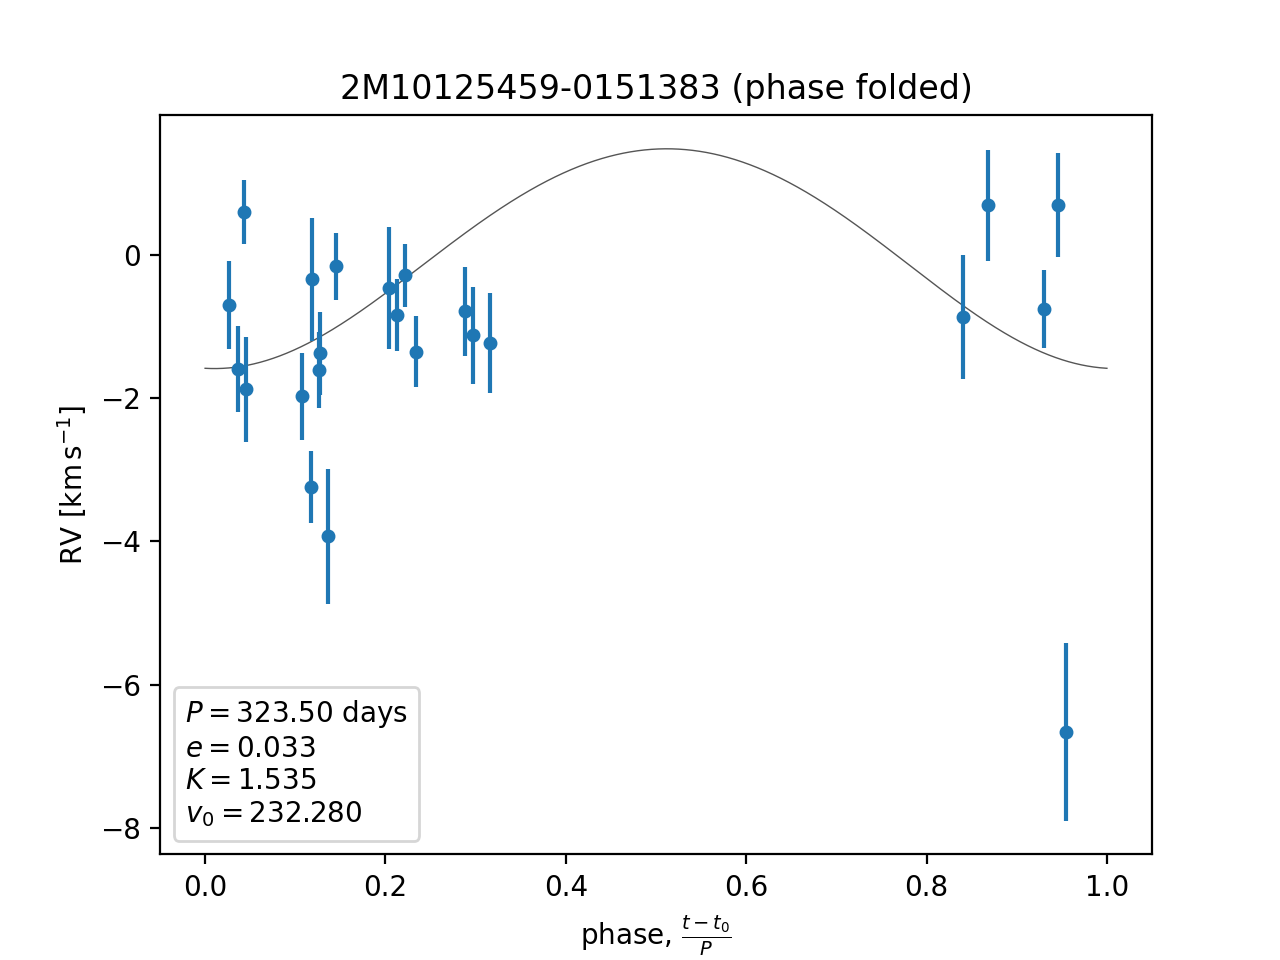 2M10125459-0151383 (phase folded)
RV [km s⁻¹]
0
−2
−4
−6
−8
P = 323.50 days
e = 0.033
K = 1.535
v₀ = 232.280
0.0 0.2 0.4 0.6 0.8 1.0
phase, (t − t₀)/P